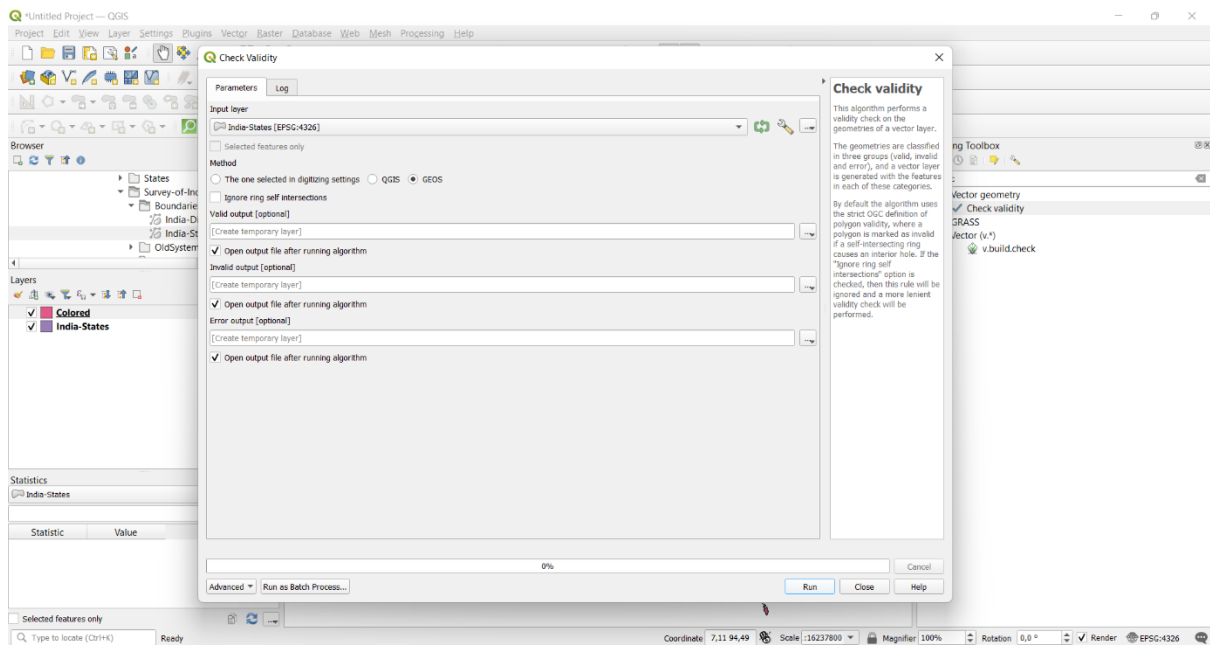 *Untitled Project — QGIS
Project Edit View Layer Settings Plugins Vector Raster Database Web Mesh Processing Help
Check Validity
Parameters Log
Input layer
India-States [EPSG:4326]
Selected features only
Method
The one selected in digitizing settings QGIS GEOS
Ignore ring self intersections
Valid output [optional]
[Create temporary layer]
Open output file after running algorithm
Invalid output [optional]
[Create temporary layer]
Open output file after running algorithm
Error output [optional]
[Create temporary layer]
Open output file after running algorithm
0%
Cancel
Advanced Run as Batch Process... Run Close Help
Check validity
This algorithm performs a
validity check on the
geometries of a vector layer.
The geometries are classified
in three groups (valid, invalid
and error), and a vector layer
is generated with the features
in each of these categories.
By default the algorithm uses
the strict OGC definition of
polygon validity, where a
polygon is marked as invalid
if a self-intersecting ring
causes an interior hole. If the
"Ignore ring self
intersections" option is
checked, then this rule will be
ignored and a more lenient
validity check will be
performed.
Browser
States
Survey-of-Ind
Boundarie
India-D
India-St
OldSystem
Layers
Colored
India-States
Statistics
India-States
Statistic Value
Selected features only
ng Toolbox
Vector geometry
Check validity
GRASS
Vector (v.*)
v.build.check
Type to locate (Ctrl+K) Ready Coordinate 7,11 94,49 Scale :16237800 Magnifier 100% Rotation 0,0 ° Render EPSG:4326